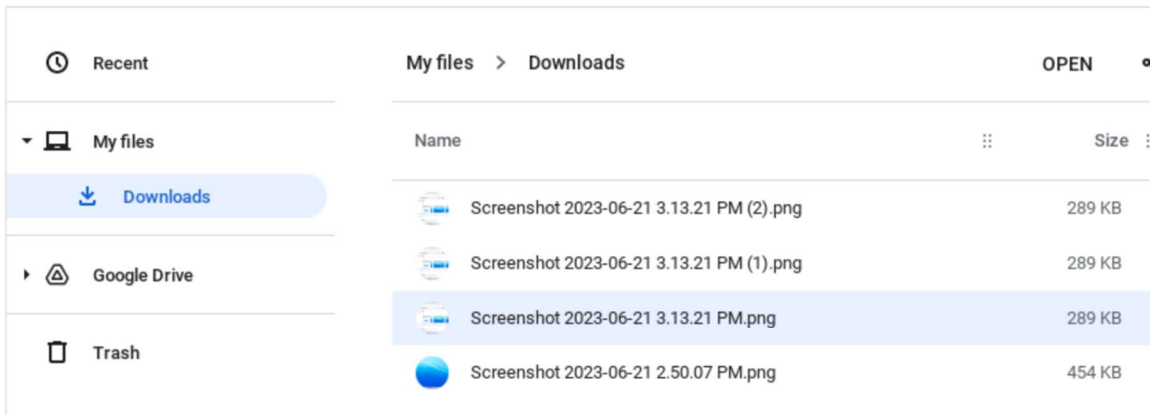 Recent
My files > Downloads
OPEN
My files
Name
Size
Downloads
Screenshot 2023-06-21 3.13.21 PM (2).png
289 KB
Screenshot 2023-06-21 3.13.21 PM (1).png
289 KB
Google Drive
Screenshot 2023-06-21 3.13.21 PM.png
289 KB
Trash
Screenshot 2023-06-21 2.50.07 PM.png
454 KB